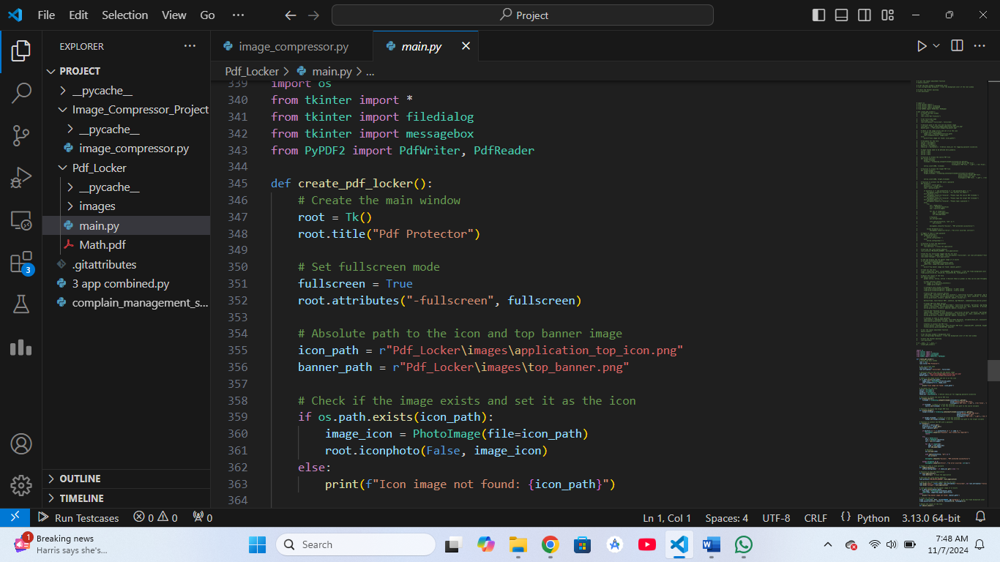 File Edit Selection View Go ...
Project
EXPLORER
PROJECT
__pycache__
Image_Compressor_Project
__pycache__
image_compressor.py
Pdf_Locker
__pycache__
images
main.py
Math.pdf
.gitattributes
3 app combined.py
complain_management_s...
OUTLINE
TIMELINE
3
image_compressor.py
main.py
Pdf_Locker > main.py > ...
339 import os
340 from tkinter import *
341 from tkinter import filedialog
342 from tkinter import messagebox
343 from PyPDF2 import PdfWriter, PdfReader
344
345 def create_pdf_locker():
346     # Create the main window
347     root = Tk()
348     root.title("Pdf Protector")
349
350     # Set fullscreen mode
351     fullscreen = True
352     root.attributes("-fullscreen", fullscreen)
353
354     # Absolute path to the icon and top banner image
355     icon_path = r"Pdf_Locker\images\application_top_icon.png"
356     banner_path = r"Pdf_Locker\images\top_banner.png"
357
358     # Check if the image exists and set it as the icon
359     if os.path.exists(icon_path):
360         image_icon = PhotoImage(file=icon_path)
361         root.iconphoto(False, image_icon)
362     else:
363         print(f"Icon image not found: {icon_path}")
364
Run Testcases 0 0 0 Ln 1, Col 1 Spaces: 4 UTF-8 CRLF {} Python 3.13.0 64-bit
1
Breaking news
Harris says she's...
Search
7:48 AM
11/7/2024